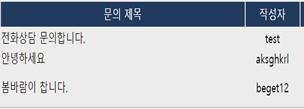 문의 제목 작성자
전화상담 문의합니다. test
안녕하세요 aksghkrl
봄바람이 찹니다. beget12